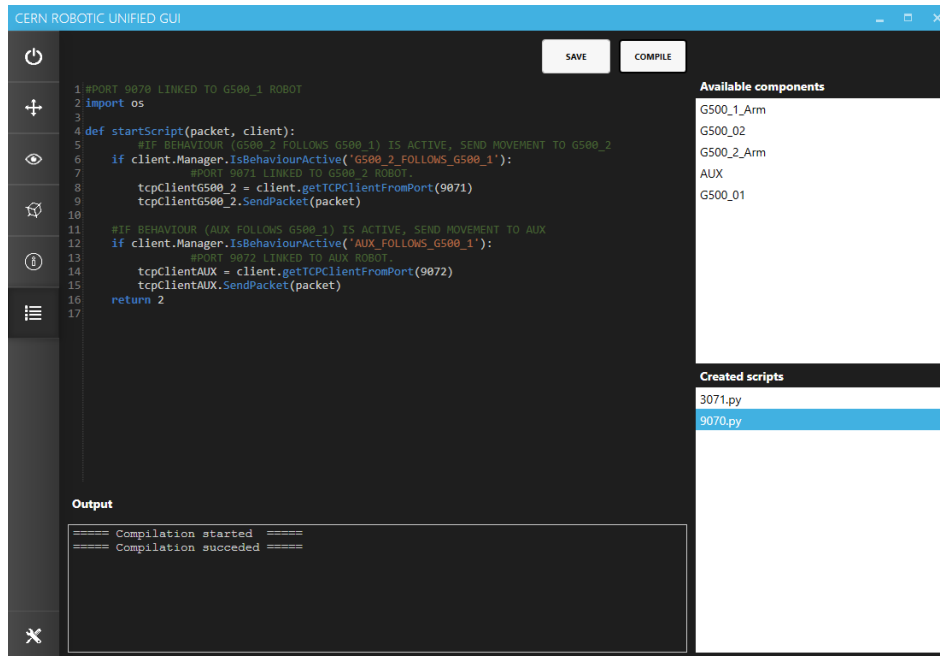 CERN ROBOTIC UNIFIED GUI
SAVE
COMPILE
1 #PORT 9070 LINKED TO G500_1 ROBOT
2 import os
3
4 def startScript(packet, client):
5         #IF BEHAVIOUR (G500_2 FOLLOWS G500_1) IS ACTIVE, SEND MOVEMENT TO G500_2
6     if client.Manager.IsBehaviourActive('G500_2_FOLLOWS_G500_1'):
7                 #PORT 9071 LINKED TO G500_2 ROBOT.
8         tcpClientG500_2 = client.getTCPClientFromPort(9071)
9         tcpClientG500_2.SendPacket(packet)
10
11     #IF BEHAVIOUR (AUX FOLLOWS G500_1) IS ACTIVE, SEND MOVEMENT TO AUX
12     if client.Manager.IsBehaviourActive('AUX_FOLLOWS_G500_1'):
13                 #PORT 9072 LINKED TO AUX ROBOT.
14         tcpClientAUX = client.getTCPClientFromPort(9072)
15         tcpClientAUX.SendPacket(packet)
16     return 2
17
Output
===== Compilation started  =====
===== Compilation succeded =====
Available components
G500_1_Arm
G500_02
G500_2_Arm
AUX
G500_01
Created scripts
3071.py
9070.py